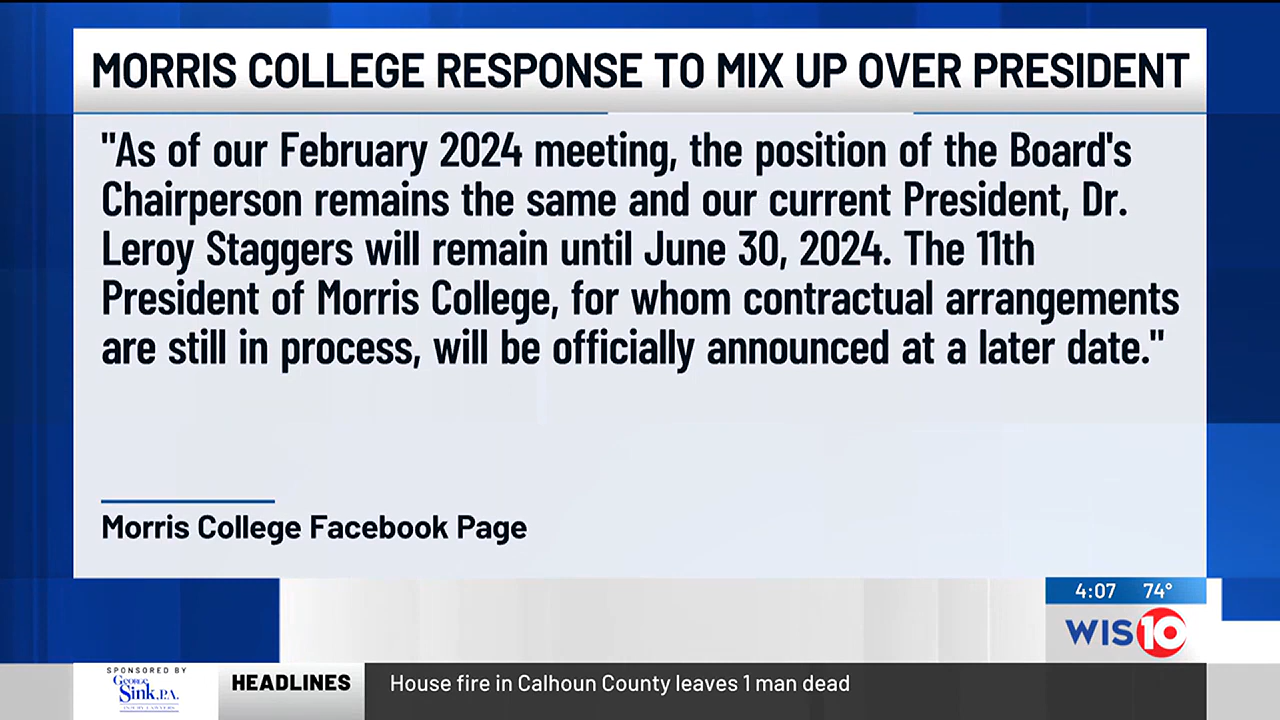 MORRIS COLLEGE RESPONSE TO MIX UP OVER PRESIDENT
"As of our February 2024 meeting, the position of the Board's
Chairperson remains the same and our current President, Dr.
Leroy Staggers will remain until June 30, 2024. The 11th
President of Morris College, for whom contractual arrangements
are still in process, will be officially announced at a later date."
Morris College Facebook Page
4:07 74°
WIS10
SPONSORED BY
George
Sink, P.A.
INJURY LAWYERS
HEADLINES
House fire in Calhoun County leaves 1 man dead